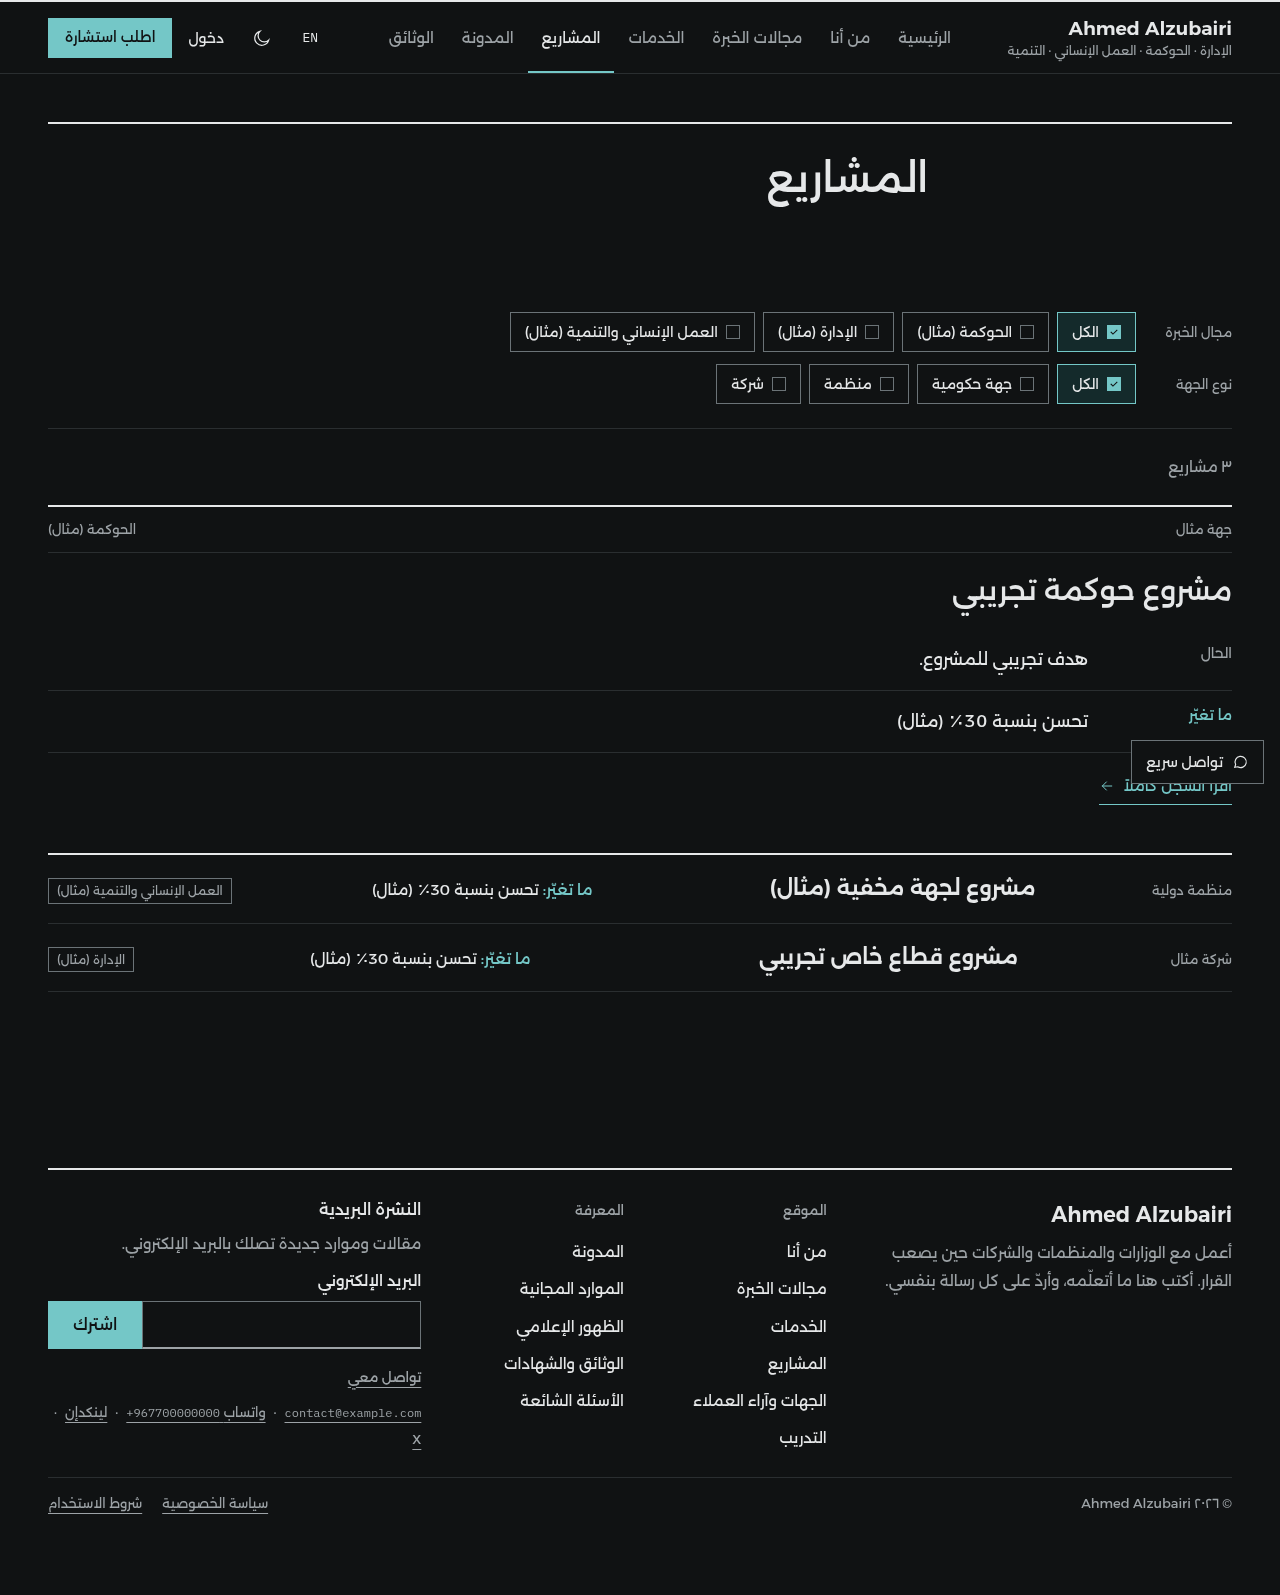 Ahmed Alzubairi
الإدارة · الحوكمة · العمل الإنساني · التنمية
الرئيسية
من أنا
مجالات الخبرة
الخدمات
المشاريع
المدونة
الوثائق
EN
دخول
اطلب استشارة
المشاريع
مجال الخبرة
الكل
الحوكمة (مثال)
الإدارة (مثال)
العمل الإنساني والتنمية (مثال)
نوع الجهة
الكل
جهة حكومية
منظمة
شركة
٣ مشاريع
جهة مثال
الحوكمة (مثال)
مشروع حوكمة تجريبي
الحال
هدف تجريبي للمشروع.
ما تغيّر
تحسن بنسبة 30٪ (مثال)
تواصل سريع
اقرأ السجل كاملاً ←
منظمة دولية
مشروع لجهة مخفية (مثال)
ما تغيّر: تحسن بنسبة 30٪ (مثال)
العمل الإنساني والتنمية (مثال)
شركة مثال
مشروع قطاع خاص تجريبي
ما تغيّر: تحسن بنسبة 30٪ (مثال)
الإدارة (مثال)
Ahmed Alzubairi
أعمل مع الوزارات والمنظمات والشركات حين يصعب
القرار. أكتب هنا ما أتعلّمه، وأردّ على كل رسالة بنفسي.
الموقع
من أنا
مجالات الخبرة
الخدمات
المشاريع
الجهات وآراء العملاء
التدريب
المعرفة
المدونة
الموارد المجانية
الظهور الإعلامي
الوثائق والشهادات
الأسئلة الشائعة
النشرة البريدية
مقالات وموارد جديدة تصلك بالبريد الإلكتروني.
البريد الإلكتروني
اشترك
تواصل معي
contact@example.com · واتساب +967700000000 · لينكدإن ·
X
© ٢٠٢٦ Ahmed Alzubairi
سياسة الخصوصية
شروط الاستخدام